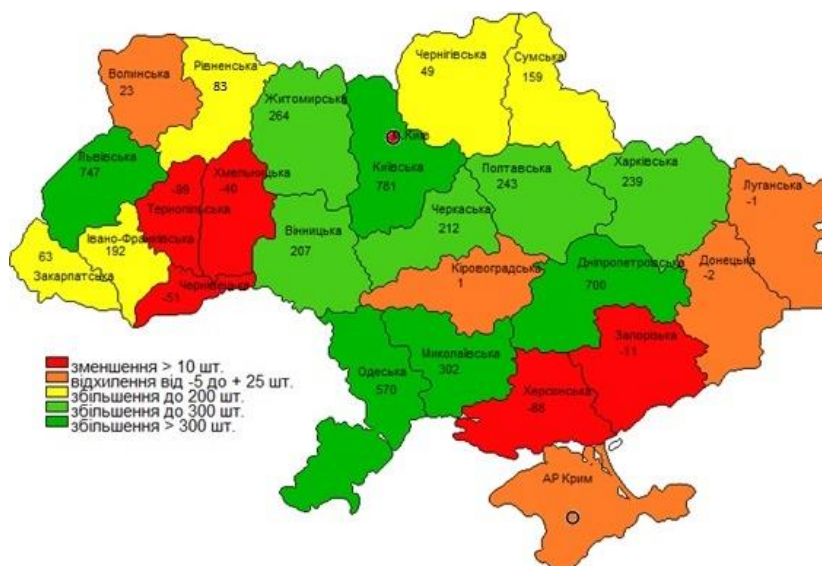 Волинська
23
Рівненська
83
Житомирська
264
Чернігівська
49
Сумська
159
м.Київ
Київська
781
Львівська
747
-99
Тернопільська
Хмельницька
-40
Вінницька
207
Черкаська
212
Полтавська
243
Харківська
239
Луганська
-1
63
Закарпатська
Івано-Франківська
192
-51
Чернівецька
Кіровоградська
1
Дніпропетровська
700
Донецька
-2
Одеська
570
Миколаївська
302
Запорізька
-11
Херсонська
-88
АР Крим
зменшення > 10 шт.
відхилення від -5 до + 25 шт.
збільшення до 200 шт.
збільшення до 300 шт.
збільшення > 300 шт.